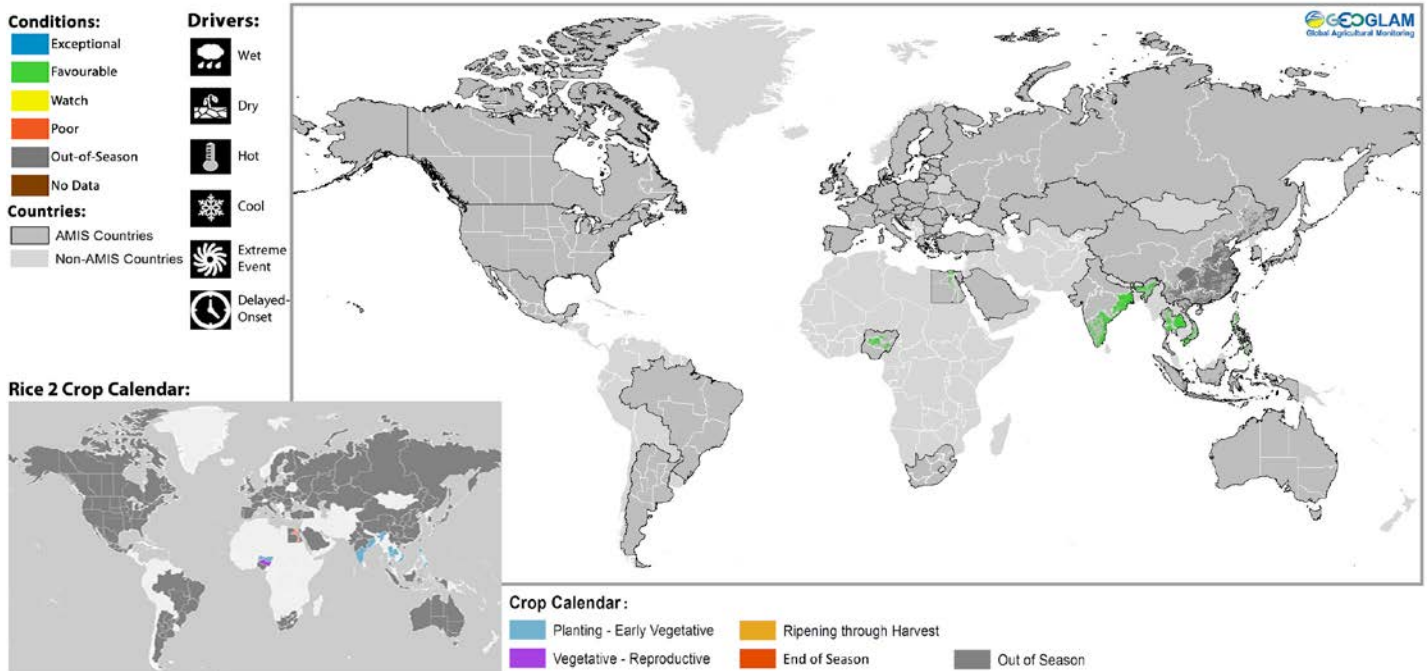 Conditions:
Exceptional
Favourable
Watch
Poor
Out-of-Season
No Data
Countries:
AMIS Countries
Non-AMIS Countries
Drivers:
Wet
Dry
Hot
Cool
Extreme
Event
Delayed-
Onset
GEOGLAM
Global Agricultural Monitoring
Rice 2 Crop Calendar:
Crop Calendar :
Planting - Early Vegetative
Ripening through Harvest
Vegetative - Reproductive
End of Season
Out of Season